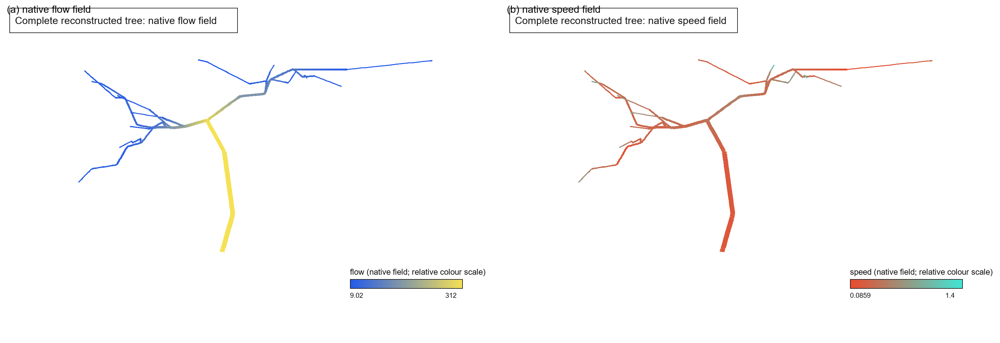 (a) native flow field
Complete reconstructed tree: native flow field
(b) native speed field
Complete reconstructed tree: native speed field
flow (native field; relative colour scale)
9.02 312
speed (native field; relative colour scale)
0.0859 1.4